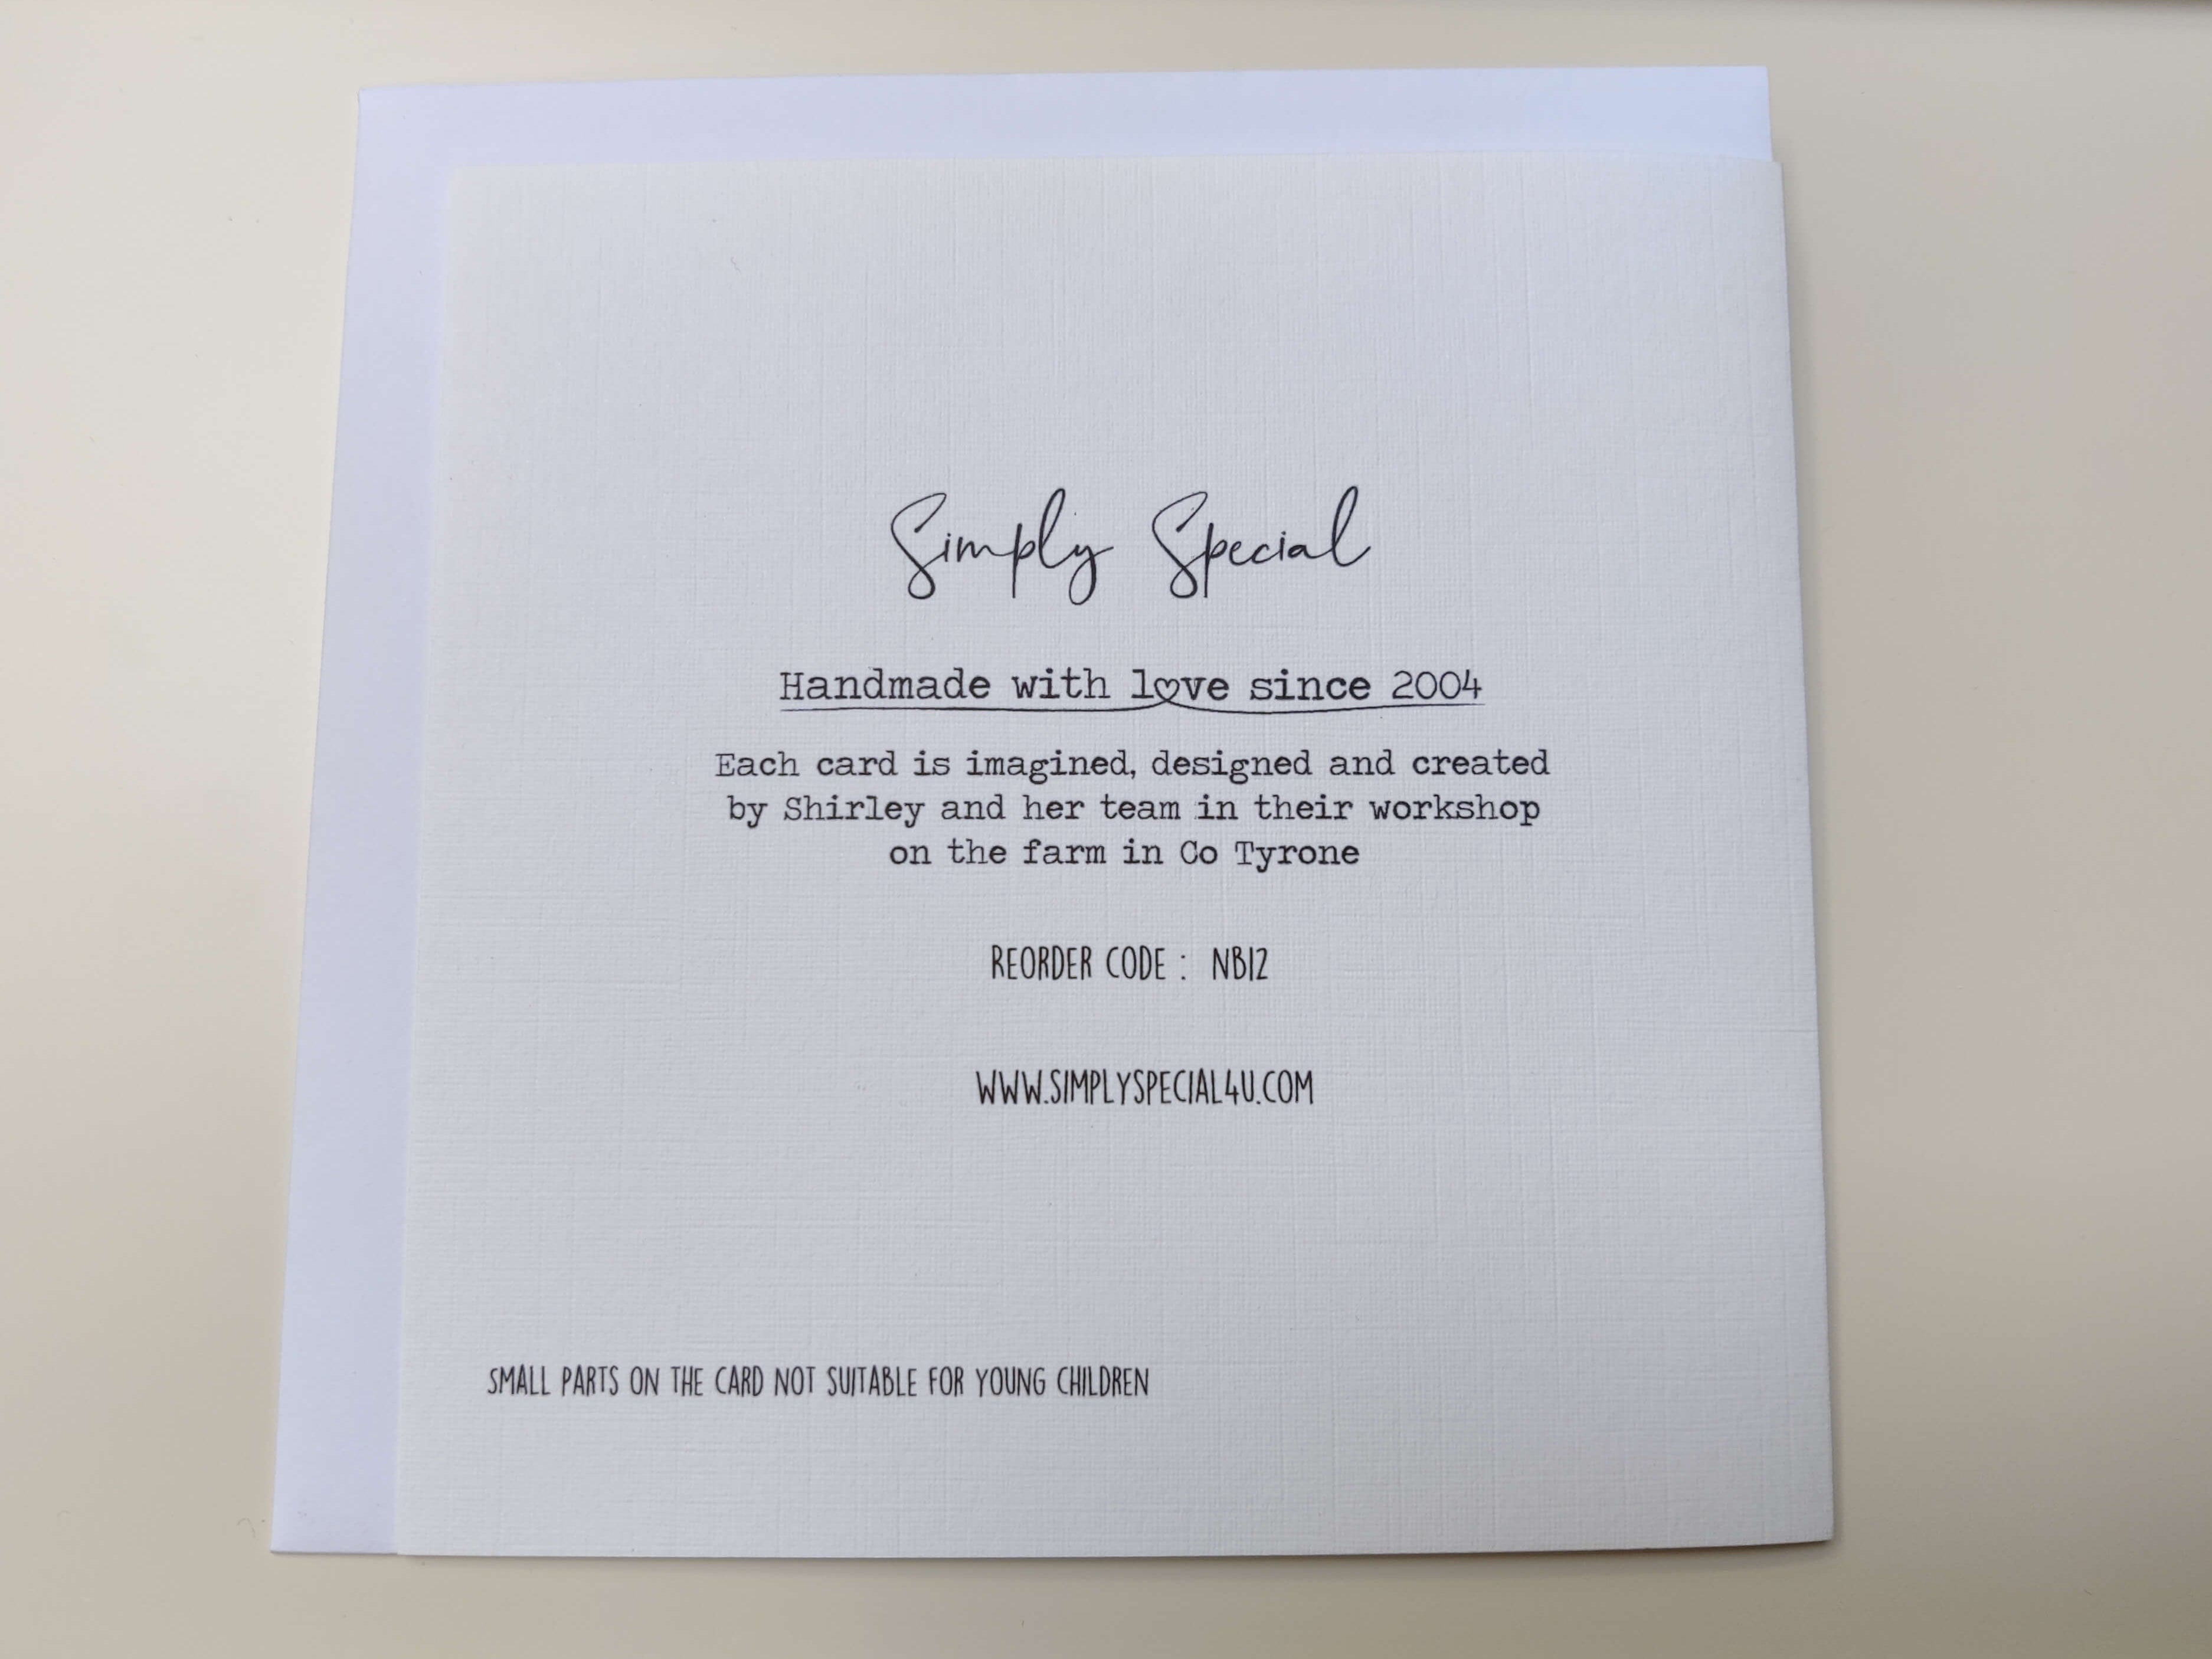 Simply Special
Handmade with love since 2004
Each card is imagined, designed and created
by Shirley and her team in their workshop
on the farm in Co Tyrone
REORDER CODE : NB12
WWW.SIMPLYSPECIAL4U.COM
SMALL PARTS ON THE CARD NOT SUITABLE FOR YOUNG CHILDREN